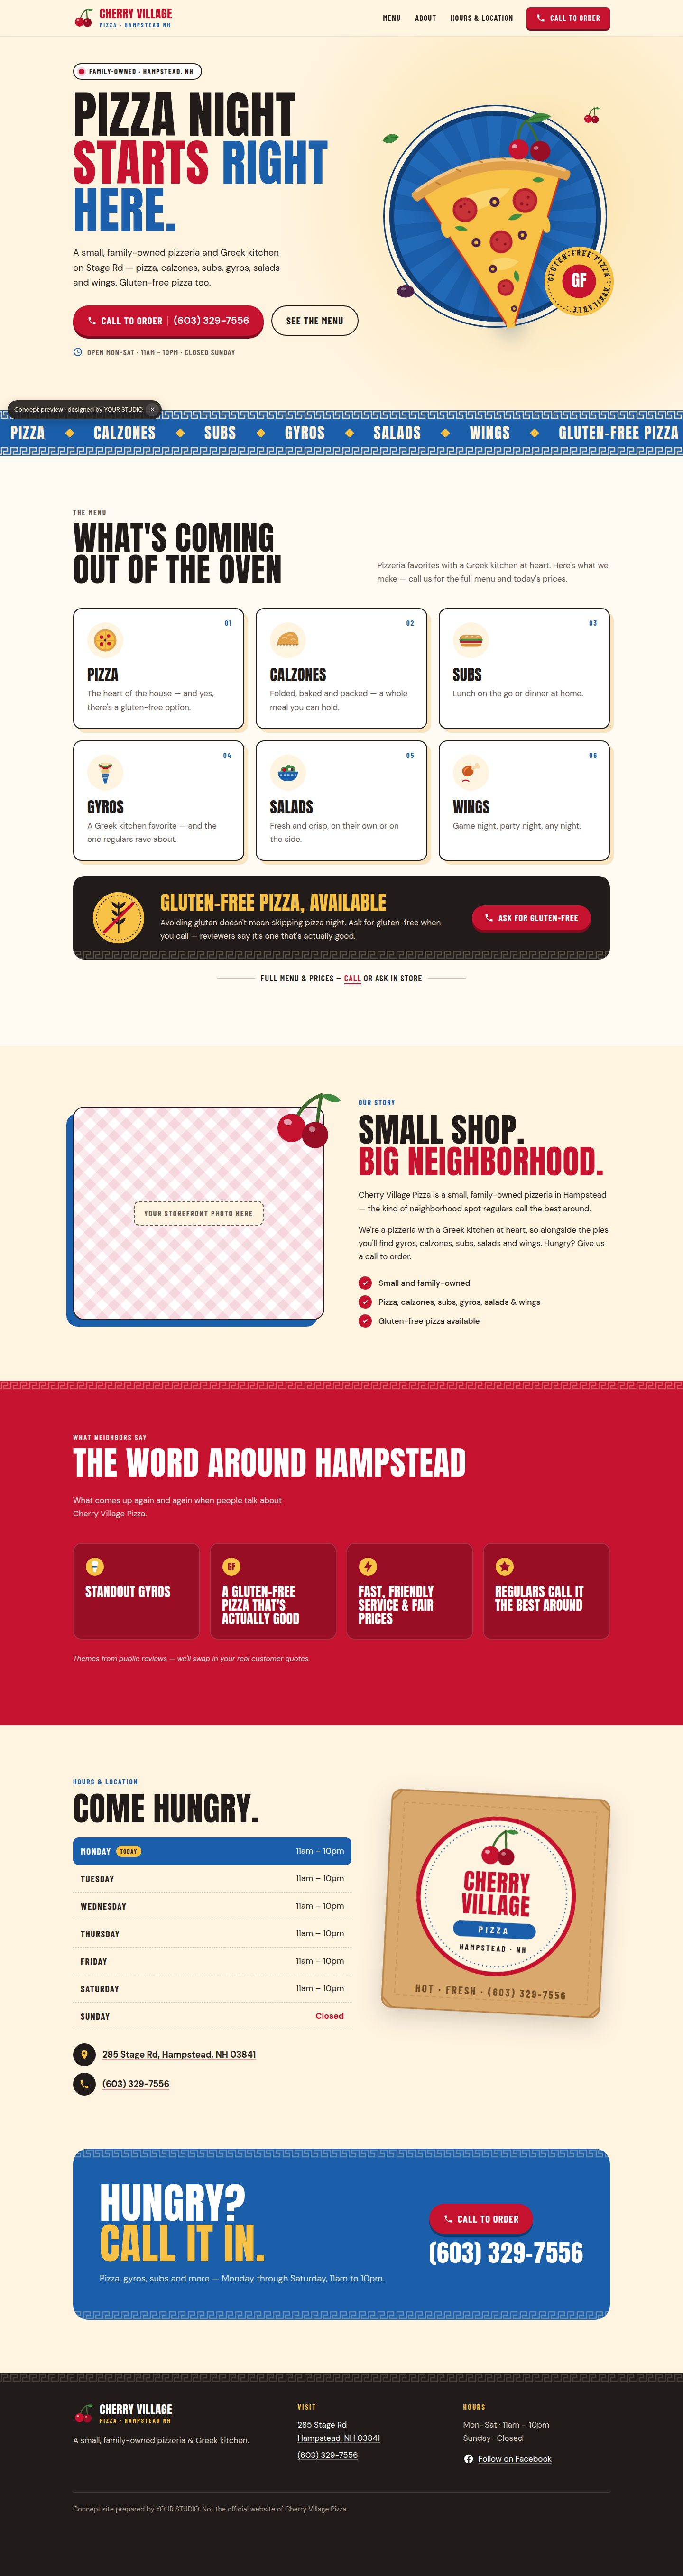 CHERRY VILLAGE
PIZZA · HAMPSTEAD NH
MENU
ABOUT
HOURS & LOCATION
CALL TO ORDER
FAMILY-OWNED · HAMPSTEAD, NH
PIZZA NIGHT
STARTS RIGHT
HERE.
A small, family-owned pizzeria and Greek kitchen
on Stage Rd — pizza, calzones, subs, gyros, salads
and wings. Gluten-free pizza too.
CALL TO ORDER (603) 329-7556
SEE THE MENU
OPEN MON–SAT · 11AM – 10PM · CLOSED SUNDAY
GLUTEN-FREE PIZZA AVAILABLE
GF
Concept preview · designed by YOUR STUDIO ×
PIZZA
CALZONES
SUBS
GYROS
SALADS
WINGS
GLUTEN-FREE PIZZA
THE MENU
WHAT'S COMING
OUT OF THE OVEN
Pizzeria favorites with a Greek kitchen at heart. Here's what we
make — call us for the full menu and today's prices.
01
PIZZA
The heart of the house — and yes,
there's a gluten-free option.
02
CALZONES
Folded, baked and packed — a whole
meal you can hold.
03
SUBS
Lunch on the go or dinner at home.
04
GYROS
A Greek kitchen favorite — and the
one regulars rave about.
05
SALADS
Fresh and crisp, on their own or on
the side.
06
WINGS
Game night, party night, any night.
GLUTEN-FREE PIZZA, AVAILABLE
Avoiding gluten doesn't mean skipping pizza night. Ask for gluten-free when
you call — reviewers say it's one that's actually good.
ASK FOR GLUTEN-FREE
FULL MENU & PRICES — CALL OR ASK IN STORE
YOUR STOREFRONT PHOTO HERE
OUR STORY
SMALL SHOP.
BIG NEIGHBORHOOD.
Cherry Village Pizza is a small, family-owned pizzeria in Hampstead
— the kind of neighborhood spot regulars call the best around.
We're a pizzeria with a Greek kitchen at heart, so alongside the pies
you'll find gyros, calzones, subs, salads and wings. Hungry? Give us
a call to order.
Small and family-owned
Pizza, calzones, subs, gyros, salads & wings
Gluten-free pizza available
WHAT NEIGHBORS SAY
THE WORD AROUND HAMPSTEAD
What comes up again and again when people talk about
Cherry Village Pizza.
STANDOUT GYROS
GF
A GLUTEN-FREE
PIZZA THAT'S
ACTUALLY GOOD
FAST, FRIENDLY
SERVICE & FAIR
PRICES
REGULARS CALL IT
THE BEST AROUND
Themes from public reviews — we'll swap in your real customer quotes.
HOURS & LOCATION
COME HUNGRY.
MONDAY TODAY 11am – 10pm
TUESDAY 11am – 10pm
WEDNESDAY 11am – 10pm
THURSDAY 11am – 10pm
FRIDAY 11am – 10pm
SATURDAY 11am – 10pm
SUNDAY Closed
285 Stage Rd, Hampstead, NH 03841
(603) 329-7556
CHERRY
VILLAGE
PIZZA
HAMPSTEAD · NH
HOT · FRESH · (603) 329-7556
HUNGRY?
CALL IT IN.
Pizza, gyros, subs and more — Monday through Saturday, 11am to 10pm.
CALL TO ORDER
(603) 329-7556
CHERRY VILLAGE
PIZZA · HAMPSTEAD NH
A small, family-owned pizzeria & Greek kitchen.
VISIT
285 Stage Rd
Hampstead, NH 03841
(603) 329-7556
HOURS
Mon–Sat · 11am – 10pm
Sunday · Closed
Follow on Facebook
Concept site prepared by YOUR STUDIO. Not the official website of Cherry Village Pizza.